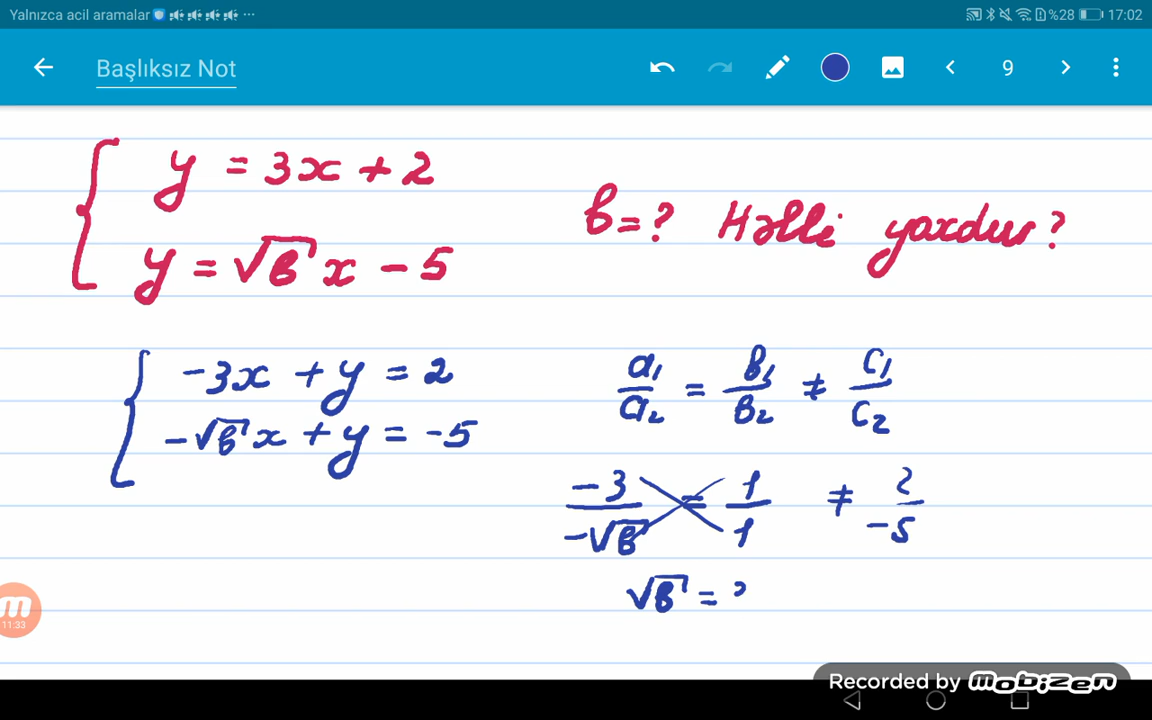 Yalnızca acil aramalar ... %28 17:02
Başlıksız Not 9
y = 3x + 2
b = ? Həlli yoxdur?
y = √b x - 5
-3x + y = 2
-√b x + y = -5
a₁/a₂ = b₁/b₂ ≠ c₁/c₂
-3/-√b = 1/1 ≠ 2/-5
√b =
11:33
Recorded by mobizen